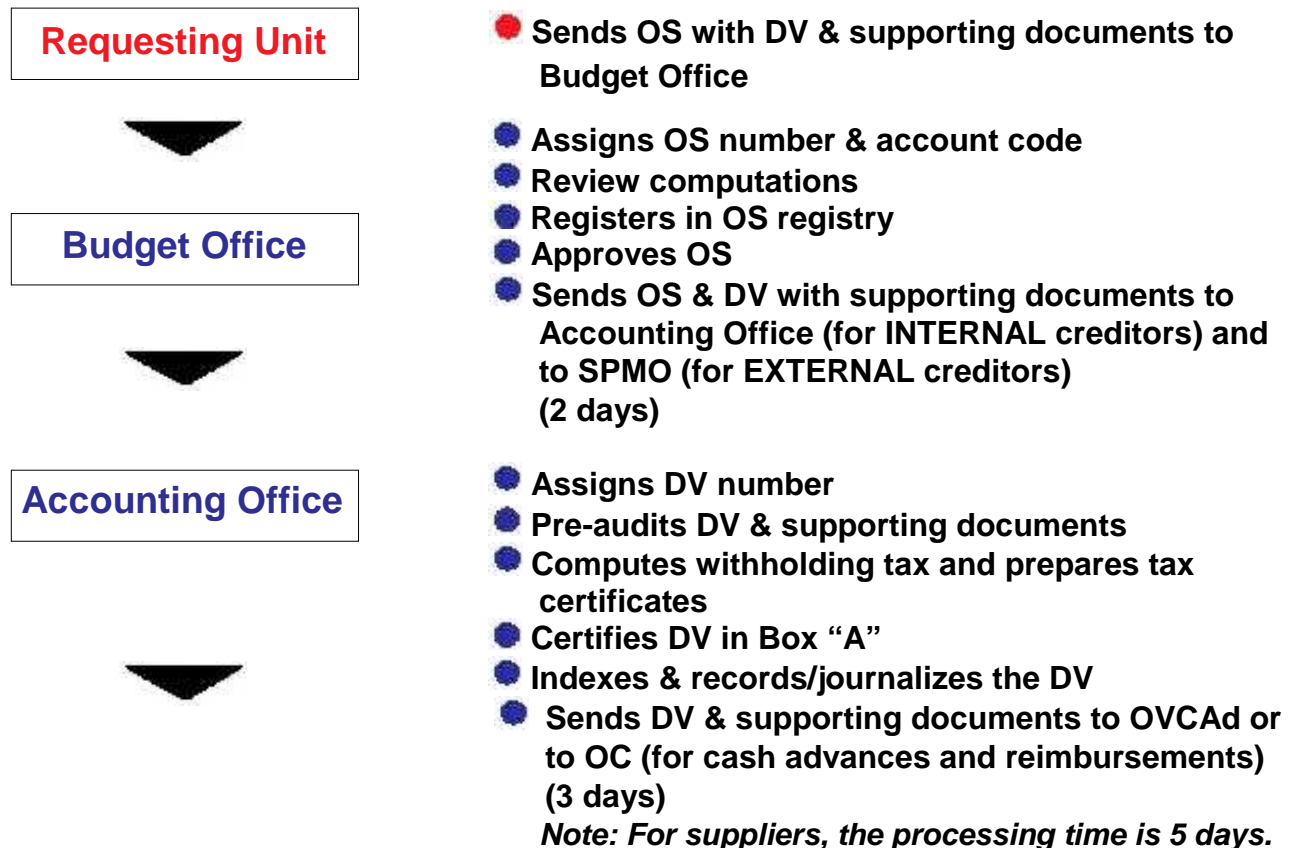 Requesting Unit
Sends OS with DV & supporting documents to
Budget Office
Budget Office
Assigns OS number & account code
Review computations
Registers in OS registry
Approves OS
Sends OS & DV with supporting documents to
Accounting Office (for INTERNAL creditors) and
to SPMO (for EXTERNAL creditors)
(2 days)
Accounting Office
Assigns DV number
Pre-audits DV & supporting documents
Computes withholding tax and prepares tax
certificates
Certifies DV in Box “A”
Indexes & records/journalizes the DV
Sends DV & supporting documents to OVCAd or
to OC (for cash advances and reimbursements)
(3 days)
Note: For suppliers, the processing time is 5 days.